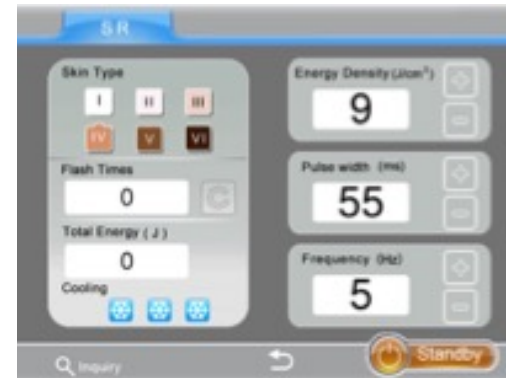 SR
Skin Type
I II III
IV V VI
Flash Times
0
Total Energy ( J )
0
Cooling
Energy Density (J/cm²)
9
Pulse width (ms)
55
Frequency (Hz)
5
Inquiry
Standby